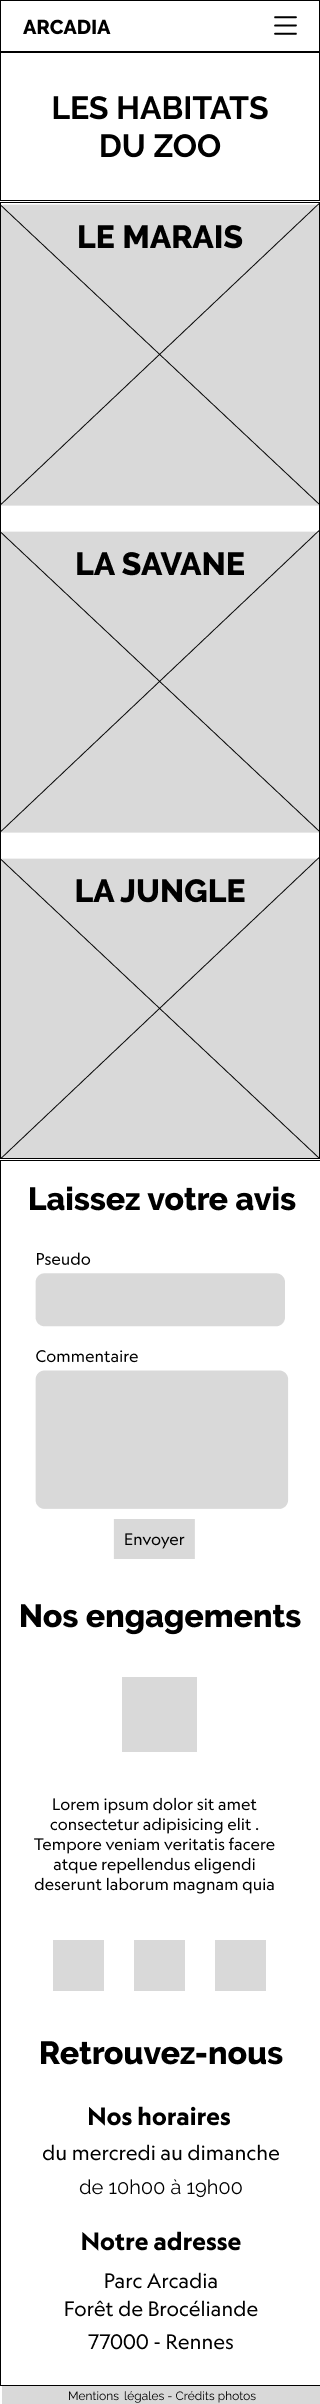 ARCADIA
LES HABITATS
DU ZOO
LE MARAIS
LA SAVANE
LA JUNGLE
Laissez votre avis
Pseudo
Commentaire
Envoyer
Nos engagements
Lorem ipsum dolor sit amet
consectetur adipisicing elit .
Tempore veniam veritatis facere
atque repellendus eligendi
deserunt laborum magnam quia
Retrouvez-nous
Nos horaires
du mercredi au dimanche
de 10h00 à 19h00
Notre adresse
Parc Arcadia
Forêt de Brocéliande
77000 - Rennes
Mentions légales - Crédits photos